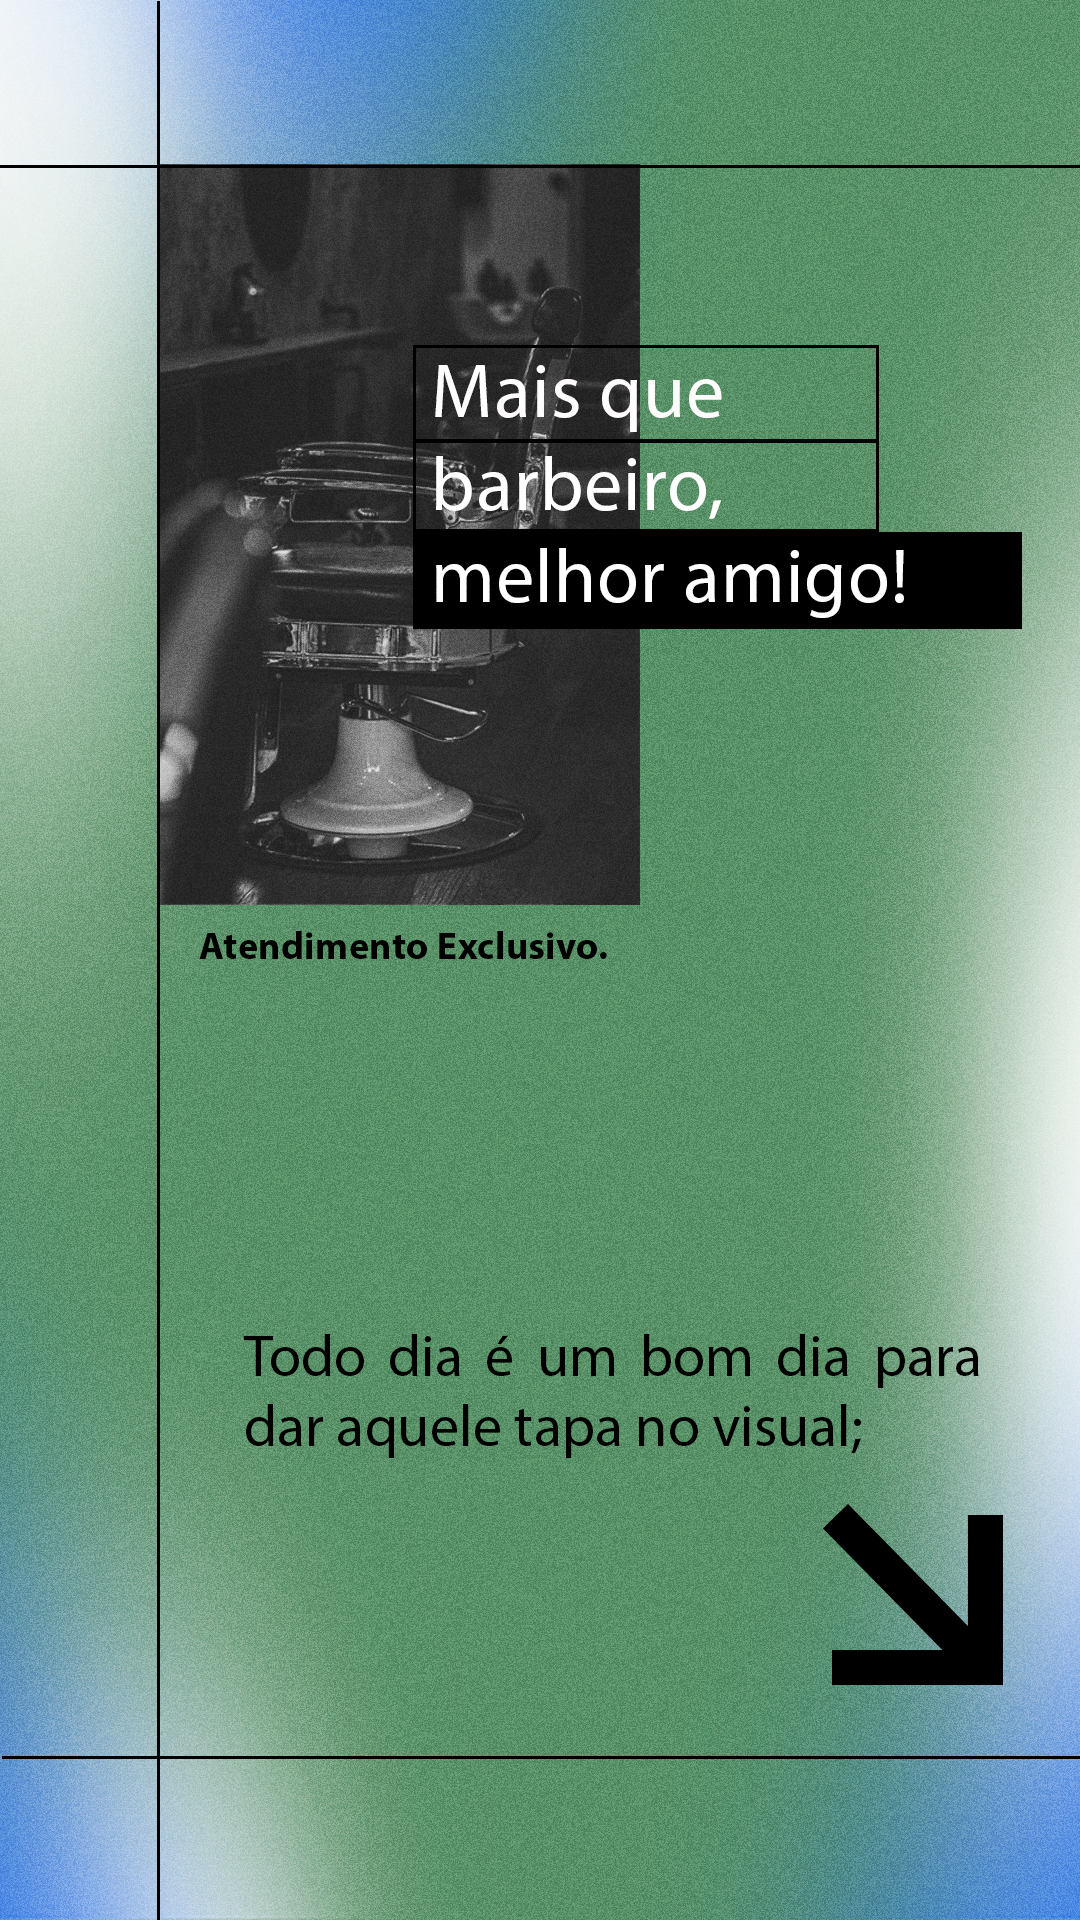 Mais que
barbeiro,
melhor amigo!
Atendimento Exclusivo.
Todo dia é um bom dia para
dar aquele tapa no visual;